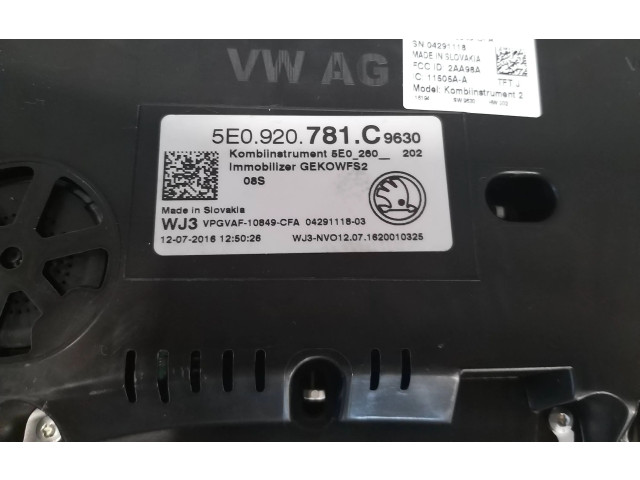 VW AG
SN 04291118
MADE IN SLOVAKIA
FCC ID: 2AA98A
IC: 11505A-A
TFT J
Model: Kombiinstrument 2
5E0.920.781.C 9630
Kombiinstrument 5E0_260__ 202
Immobilizer GEKOWFS2
08S
Made in Slovakia
WJ3 VPGVAF-10849-CFA 04291118-03
12-07-2016 12:50:26 WJ3-NVO12.07.1620010325